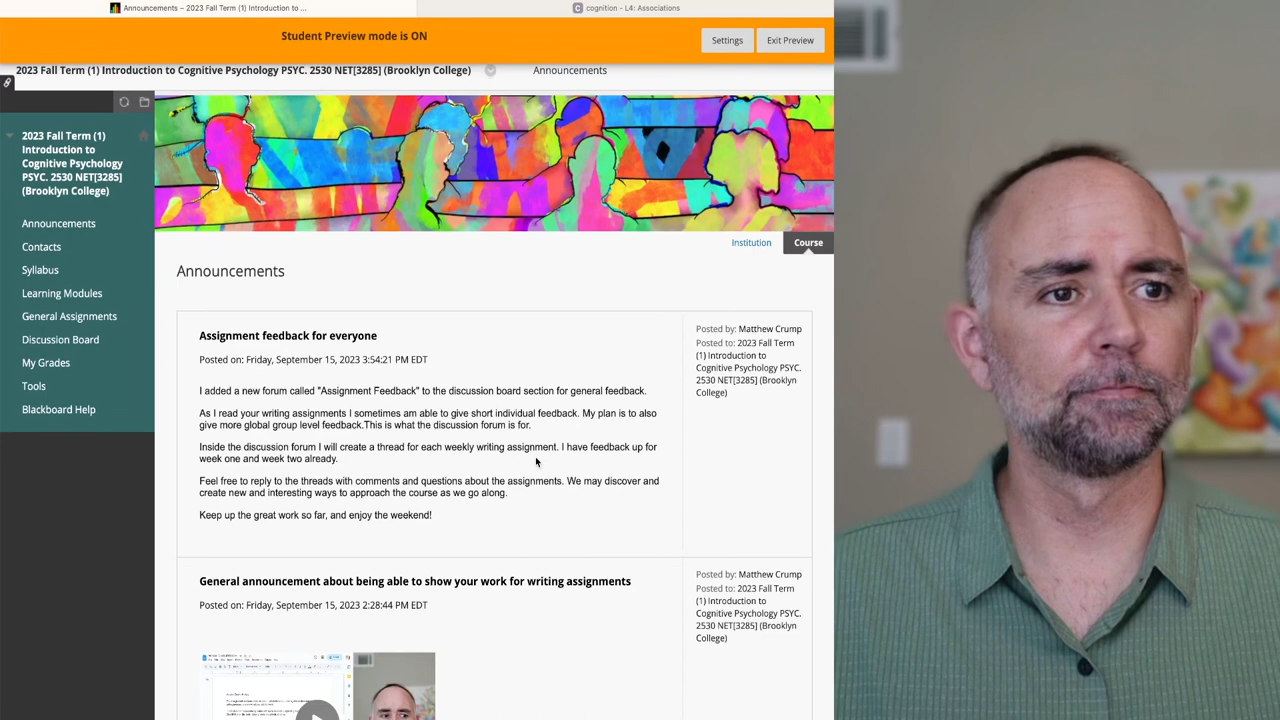 Announcements – 2023 Fall Term (1) Introduction to ...
C cognition - L4: Associations
Student Preview mode is ON
Settings
Exit Preview
2023 Fall Term (1) Introduction to Cognitive Psychology PSYC. 2530 NET[3285] (Brooklyn College)
Announcements
2023 Fall Term (1)
Introduction to
Cognitive Psychology
PSYC. 2530 NET[3285]
(Brooklyn College)
Announcements
Contacts
Syllabus
Learning Modules
General Assignments
Discussion Board
My Grades
Tools
Blackboard Help
Institution
Course
Announcements
Assignment feedback for everyone
Posted on: Friday, September 15, 2023 3:54:21 PM EDT
I added a new forum called "Assignment Feedback" to the discussion board section for general feedback.
As I read your writing assignments I sometimes am able to give short individual feedback. My plan is to also
give more global group level feedback.This is what the discussion forum is for.
Inside the discussion forum I will create a thread for each weekly writing assignment. I have feedback up for
week one and week two already.
Feel free to reply to the threads with comments and questions about the assignments. We may discover and
create new and interesting ways to approach the course as we go along.
Keep up the great work so far, and enjoy the weekend!
Posted by: Matthew Crump
Posted to: 2023 Fall Term
(1) Introduction to
Cognitive Psychology PSYC.
2530 NET[3285] (Brooklyn
College)
General announcement about being able to show your work for writing assignments
Posted on: Friday, September 15, 2023 2:28:44 PM EDT
Posted by: Matthew Crump
Posted to: 2023 Fall Term
(1) Introduction to
Cognitive Psychology PSYC.
2530 NET[3285] (Brooklyn
College)